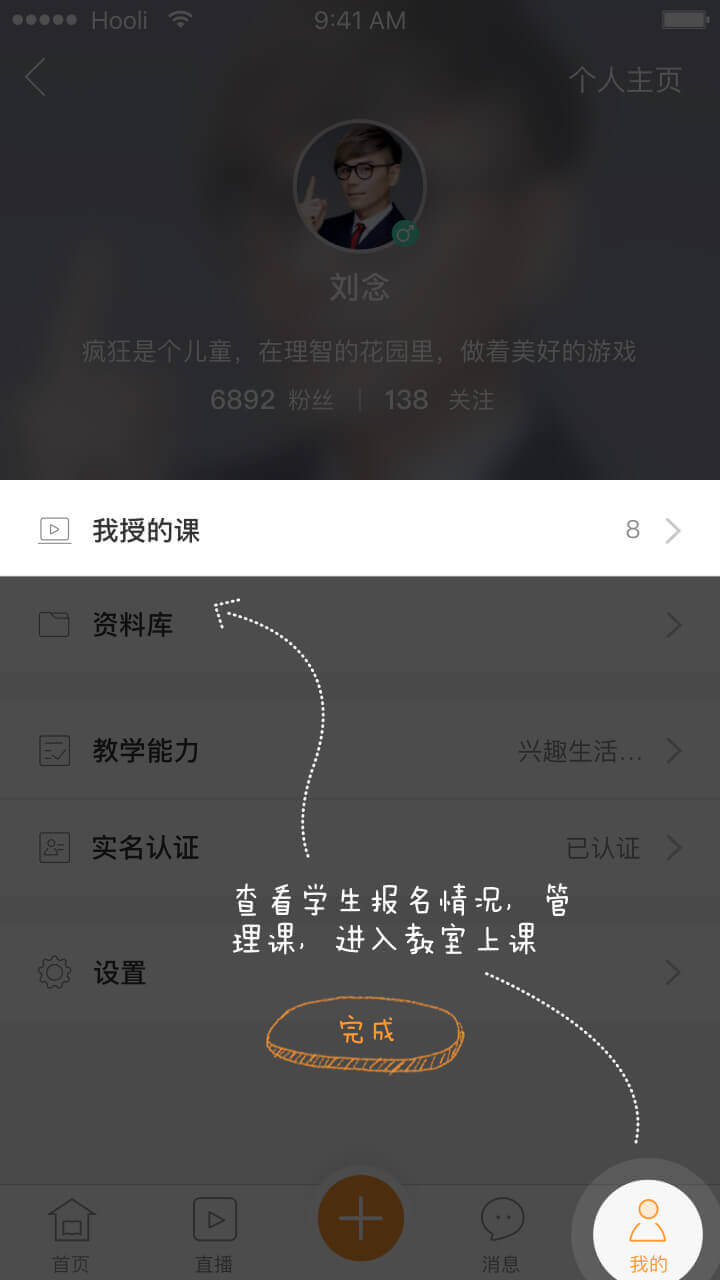 Hooli 9:41 AM
个人主页
刘念
疯狂是个儿童，在理智的花园里，做着美好的游戏
6892 粉丝 | 138 关注
我授的课 8
资料库
教学能力 兴趣生活...
实名认证 已认证
查看学生报名情况，管
理课，进入教室上课
设置
完成
首页 直播 消息 我的